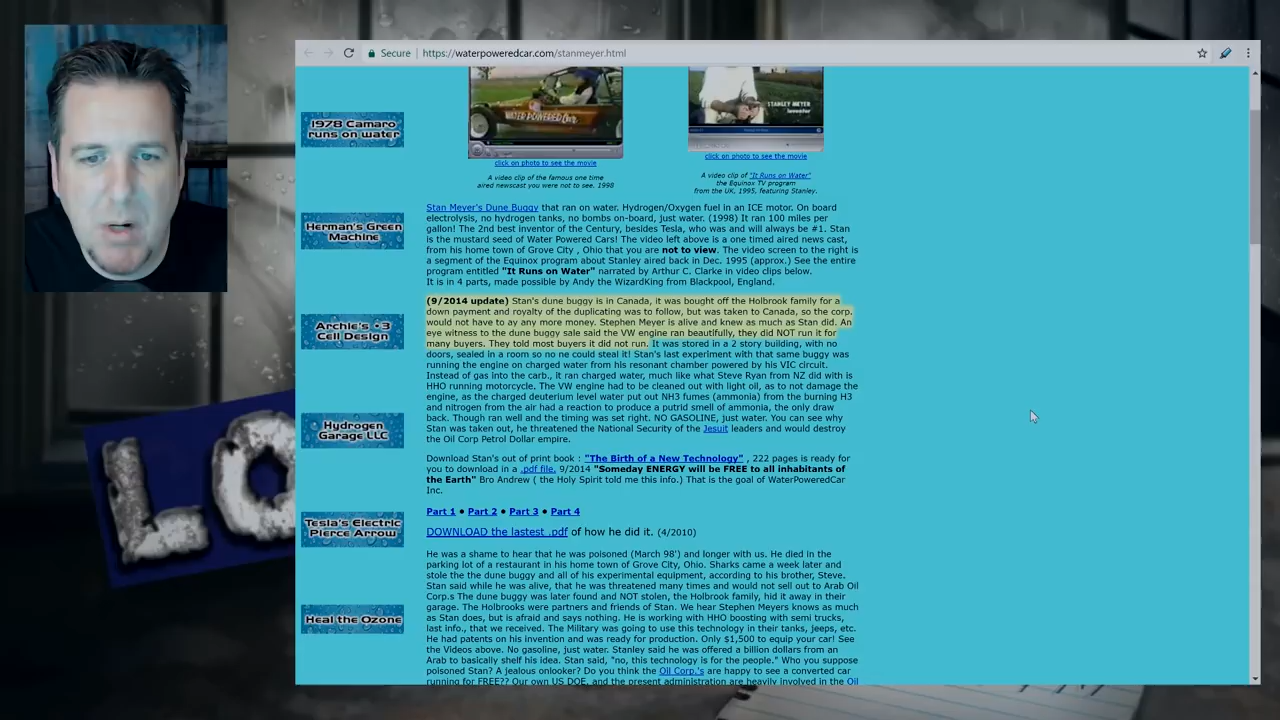 Secure https://waterpoweredcar.com/stanmeyer.html
1978 Camaro
runs on water
WATER POWERED Car
STANLEY MEYER
Inventor
click on photo to see the movie
click on photo to see the movie
A video clip of the famous one time
aired newscast you were not to see. 1998
A video clip of "It Runs on Water"
the Equinox TV program
from the UK, 1995, featuring Stanley.
Herman's Green
Machine
Stan Meyer's Dune Buggy that ran on water. Hydrogen/Oxygen fuel in an ICE motor. On board
electrolysis, no hydrogen tanks, no bombs on-board, just water. (1998) It ran 100 miles per
gallon! The 2nd best inventor of the Century, besides Tesla, who was and will always be #1. Stan
is the mustard seed of Water Powered Cars! The video left above is a one timed aired news cast,
from his home town of Grove City , Ohio that you are not to view. The video screen to the right is
a segment of the Equinox program about Stanley aired back in Dec. 1995 (approx.) See the entire
program entitled "It Runs on Water" narrated by Arthur C. Clarke in video clips below.
It is in 4 parts, made possible by Andy the WizardKing from Blackpool, England.
Archie's #3
Cell Design
(9/2014 update) Stan's dune buggy is in Canada, it was bought off the Holbrook family for a
down payment and royalty of the duplicating was to follow, but was taken to Canada, so the corp.
would not have to ay any more money. Stephen Meyer is alive and knew as much as Stan did. An
eye witness to the dune buggy sale said the VW engine ran beautifully, they did NOT run it for
many buyers. They told most buyers it did not run. It was stored in a 2 story building, with no
doors, sealed in a room so no ne could steal it! Stan's last experiment with that same buggy was
running the engine on charged water from his resonant chamber powered by his VIC circuit.
Instead of gas into the carb., it ran charged water, much like what Steve Ryan from NZ did with is
HHO running motorcycle. The VW engine had to be cleaned out with light oil, as to not damage the
engine, as the charged deuterium level water put out NH3 fumes (ammonia) from the burning H3
and nitrogen from the air had a reaction to produce a putrid smell of ammonia, the only draw
back. Though ran well and the timing was set right. NO GASOLINE, just water. You can see why
Stan was taken out, he threatened the National Security of the Jesuit leaders and would destroy
the Oil Corp Petrol Dollar empire.
Hydrogen
Garage LLC
Download Stan's out of print book : "The Birth of a New Technology" , 222 pages is ready for
you to download in a .pdf file. 9/2014 "Someday ENERGY will be FREE to all inhabitants of
the Earth" Bro Andrew ( the Holy Spirit told me this info.) That is the goal of WaterPoweredCar
Inc.
Tesla's Electric
Pierce Arrow
Part 1 • Part 2 • Part 3 • Part 4
DOWNLOAD the lastest .pdf of how he did it. (4/2010)
Heal the Ozone
He was a shame to hear that he was poisoned (March 98') and longer with us. He died in the
parking lot of a restaurant in his home town of Grove City, Ohio. Sharks came a week later and
stole the the dune buggy and all of his experimental equipment, according to his brother, Steve.
Stan said while he was alive, that he was threatened many times and would not sell out to Arab Oil
Corp.s The dune buggy was later found and NOT stolen, the Holbrook family, hid it away in their
garage. The Holbrooks were partners and friends of Stan. We hear Stephen Meyers knows as much
as Stan does, but is afraid and says nothing. He is working with HHO boosting with semi trucks,
last info., that we received. The Military was going to use this technology in their tanks, jeeps, etc.
He had patents on his invention and was ready for production. Only $1,500 to equip your car! See
the Videos above. No gasoline, just water. Stanley said he was offered a billion dollars from an
Arab to basically shelf his idea. Stan said, "no, this technology is for the people." Who you suppose
poisoned Stan? A jealous onlooker? Do you think the Oil Corp.'s are happy to see a converted car
running for FREE?? Our own US DOE, and the present administration are heavily involved in the Oil
LO